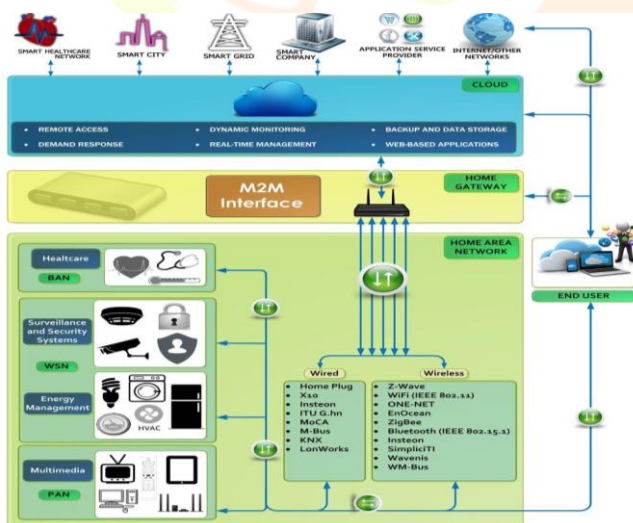 SMART HEALTHCARE
NETWORK
SMART CITY
SMART GRID
SMART
COMPANY
APPLICATION SERVICE
PROVIDER
INTERNET/OTHER
NETWORKS
CLOUD
• REMOTE ACCESS
• DYNAMIC MONITORING
• BACKUP AND DATA STORAGE
• DEMAND RESPONSE
• REAL-TIME MANAGEMENT
• WEB-BASED APPLICATIONS
M2M
Interface
HOME
GATEWAY
HOME AREA
NETWORK
END USER
Healtcare
BAN
Surveillance
and Security
Systems
WSN
Energy
Management
HVAC
Multimedia
PAN
Wired
• Home Plug
• X10
• Insteon
• ITU G.hn
• MoCA
• M-Bus
• KNX
• LonWorks
Wireless
• Z-Wave
• WiFi (IEEE 802.11)
• ONE-NET
• EnOcean
• ZigBee
• Bluetooth (IEEE 802.15.1)
• Insteon
• SimpliciTI
• Wavenis
• WM-Bus